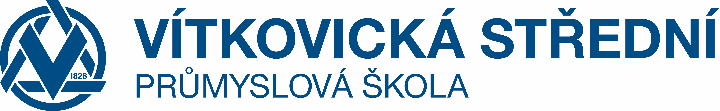 VÍTKOVICKÁ STŘEDNÍ
PRŮMYSLOVÁ ŠKOLA
1828